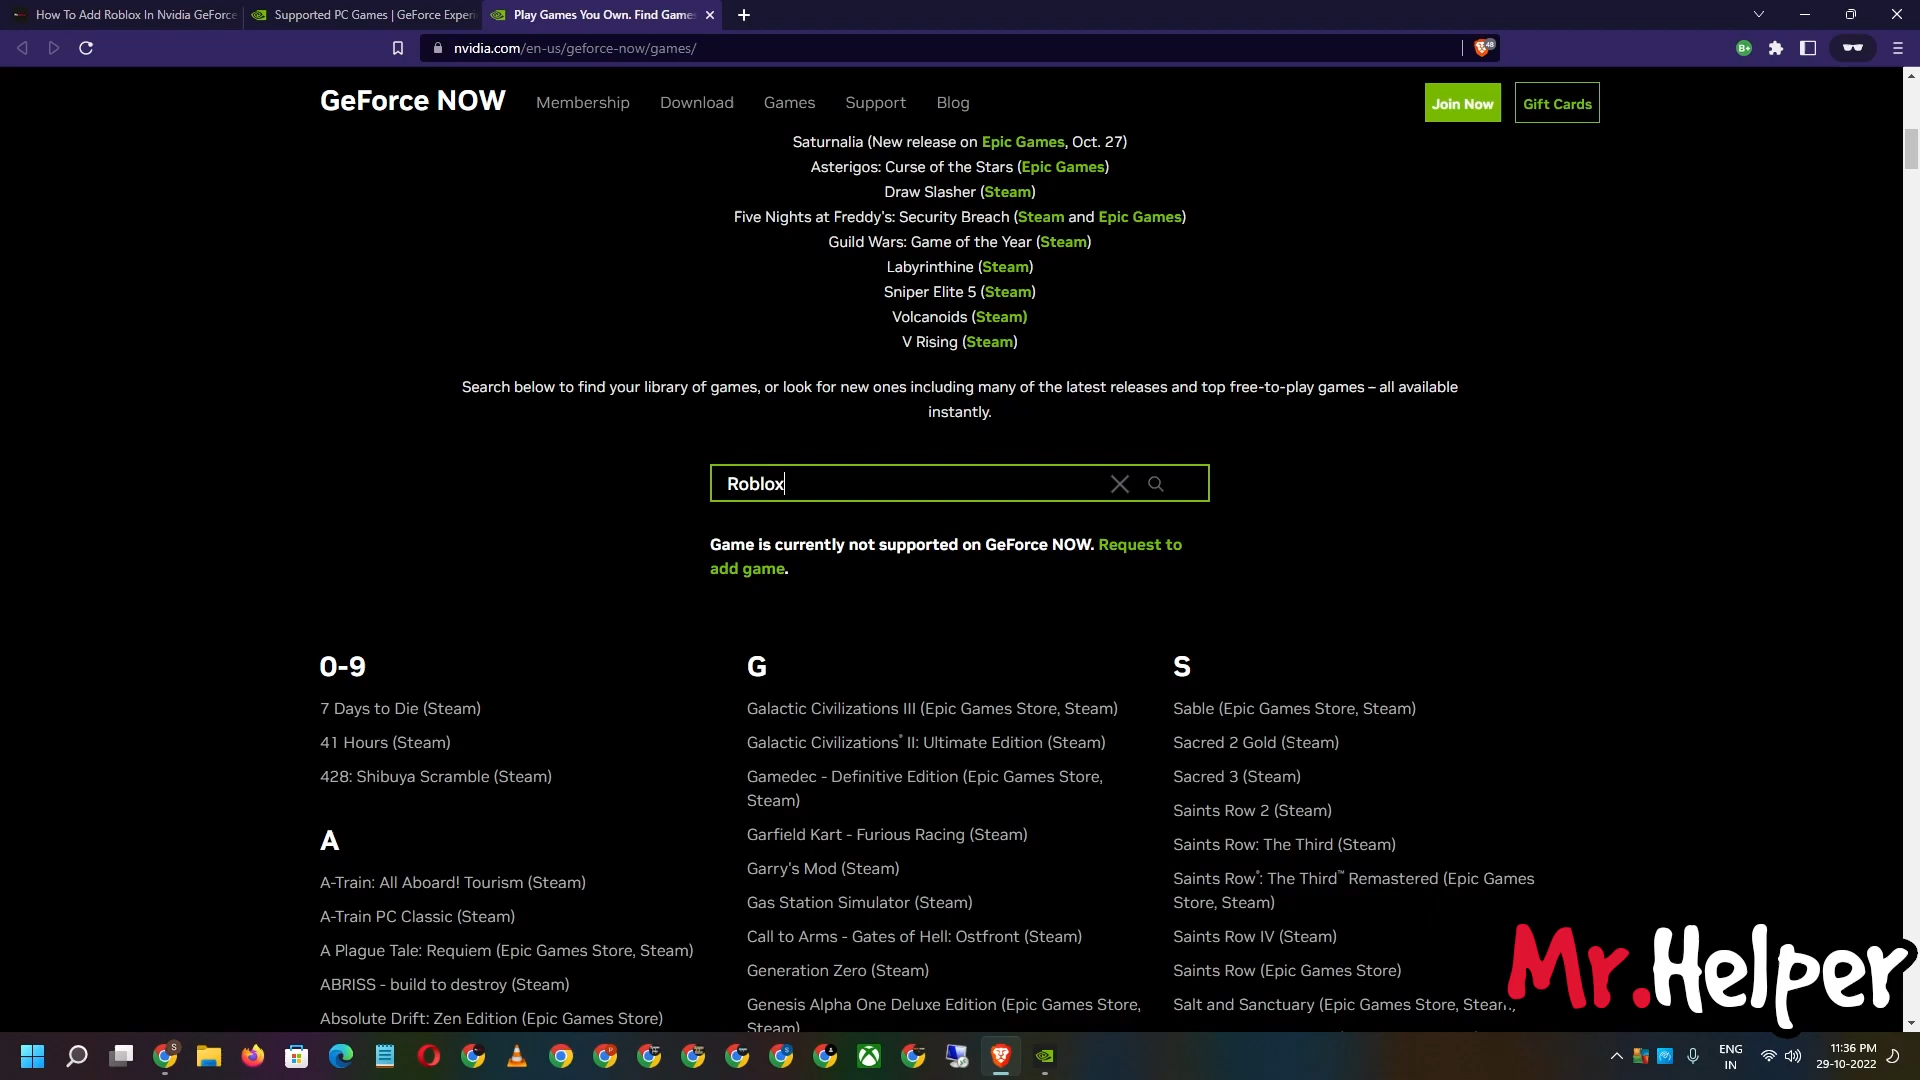 How To Add Roblox In Nvidia GeForce
Supported PC Games | GeForce Experi
Play Games You Own. Find Games
nvidia.com/en-us/geforce-now/games/
48
B+
GeForce NOW
Membership
Download
Games
Support
Blog
Join Now
Gift Cards
Saturnalia (New release on Epic Games, Oct. 27)
Asterigos: Curse of the Stars (Epic Games)
Draw Slasher (Steam)
Five Nights at Freddy's: Security Breach (Steam and Epic Games)
Guild Wars: Game of the Year (Steam)
Labyrinthine (Steam)
Sniper Elite 5 (Steam)
Volcanoids (Steam)
V Rising (Steam)
Search below to find your library of games, or look for new ones including many of the latest releases and top free-to-play games – all available
instantly.
Roblox
Game is currently not supported on GeForce NOW. Request to
add game.
0-9
7 Days to Die (Steam)
41 Hours (Steam)
428: Shibuya Scramble (Steam)
A
A-Train: All Aboard! Tourism (Steam)
A-Train PC Classic (Steam)
A Plague Tale: Requiem (Epic Games Store, Steam)
ABRISS - build to destroy (Steam)
Absolute Drift: Zen Edition (Epic Games Store)
G
Galactic Civilizations III (Epic Games Store, Steam)
Galactic Civilizations® II: Ultimate Edition (Steam)
Gamedec - Definitive Edition (Epic Games Store,
Steam)
Garfield Kart - Furious Racing (Steam)
Garry's Mod (Steam)
Gas Station Simulator (Steam)
Call to Arms - Gates of Hell: Ostfront (Steam)
Generation Zero (Steam)
Genesis Alpha One Deluxe Edition (Epic Games Store,
Steam)
S
Sable (Epic Games Store, Steam)
Sacred 2 Gold (Steam)
Sacred 3 (Steam)
Saints Row 2 (Steam)
Saints Row: The Third (Steam)
Saints Row®: The Third™ Remastered (Epic Games
Store, Steam)
Saints Row IV (Steam)
Saints Row (Epic Games Store)
Salt and Sanctuary (Epic Games Store, Steam)
Mr.Helper
ENG
IN
11:36 PM
29-10-2022